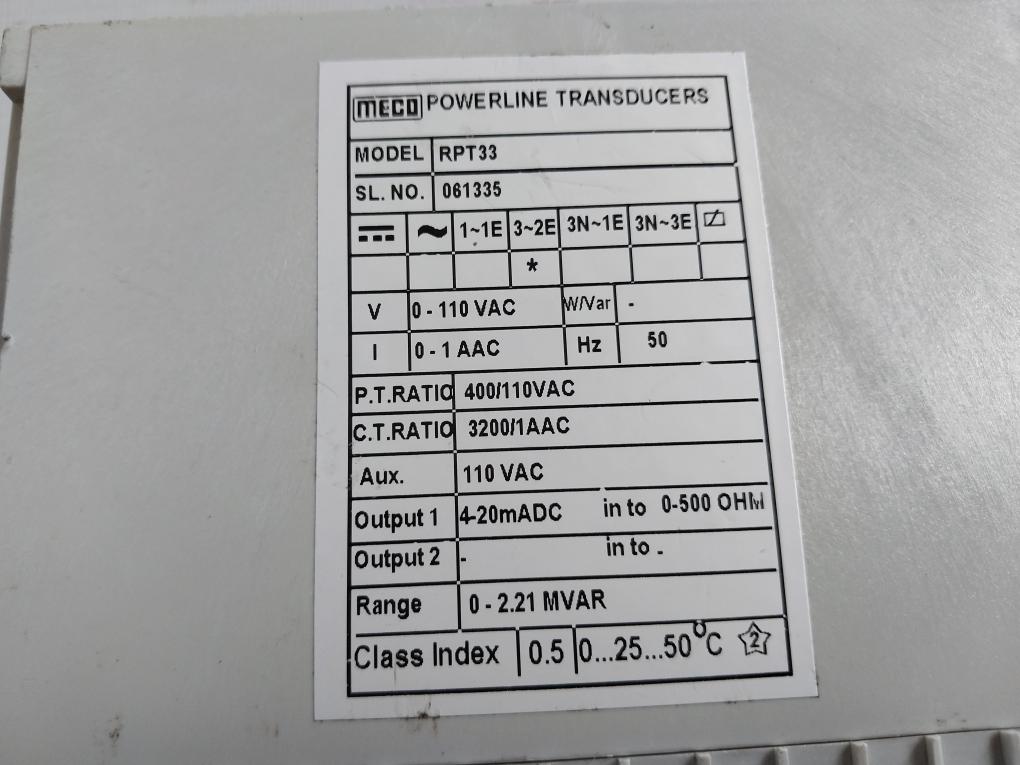 MECO POWERLINE TRANSDUCERS
MODEL RPT33
SL. NO. 061335
1~1E 3~2E 3N~1E 3N~3E
*
V 0 - 110 VAC W/Var -
I 0 - 1 AAC Hz 50
P.T.RATIO 400/110VAC
C.T.RATIO 3200/1AAC
Aux. 110 VAC
Output 1 4-20mADC in to 0-500 OHM
Output 2 - in to -
Range 0 - 2.21 MVAR
Class Index 0.5 0...25...50°C 2